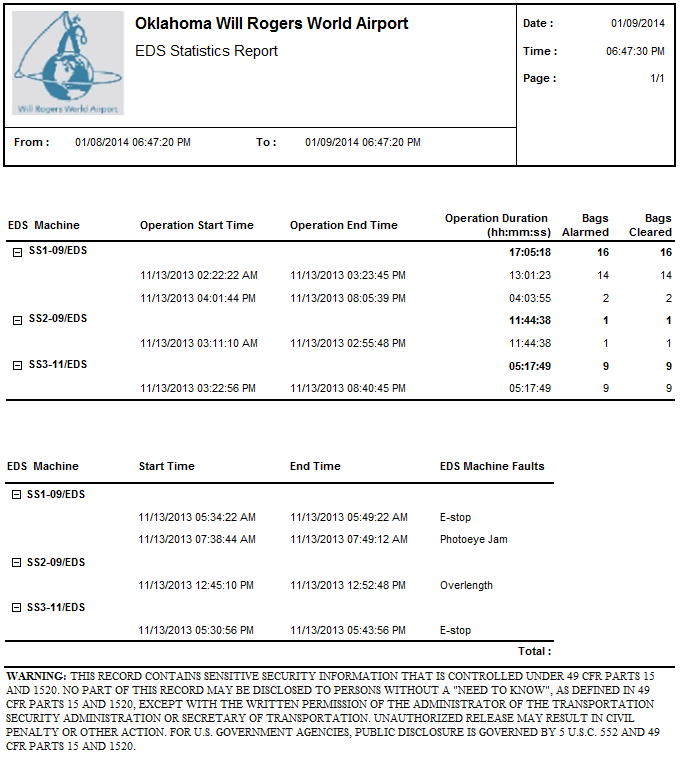 Oklahoma Will Rogers World Airport
EDS Statistics Report
Will Rogers World Airport
Date : 01/09/2014
Time : 06:47:30 PM
Page : 1/1
From : 01/08/2014 06:47:20 PM To : 01/09/2014 06:47:20 PM
EDS Machine Operation Start Time Operation End Time Operation Duration (hh:mm:ss) Bags Alarmed Bags Cleared
SS1-09/EDS 17:05:18 16 16
11/13/2013 02:22:22 AM 11/13/2013 03:23:45 PM 13:01:23 14 14
11/13/2013 04:01:44 PM 11/13/2013 08:05:39 PM 04:03:55 2 2
SS2-09/EDS 11:44:38 1 1
11/13/2013 03:11:10 AM 11/13/2013 02:55:48 PM 11:44:38 1 1
SS3-11/EDS 05:17:49 9 9
11/13/2013 03:22:56 PM 11/13/2013 08:40:45 PM 05:17:49 9 9
EDS Machine Start Time End Time EDS Machine Faults
SS1-09/EDS
11/13/2013 05:34:22 AM 11/13/2013 05:49:22 AM E-stop
11/13/2013 07:38:44 AM 11/13/2013 07:49:12 AM Photoeye Jam
SS2-09/EDS
11/13/2013 12:45:10 PM 11/13/2013 12:52:48 PM Overlength
SS3-11/EDS
11/13/2013 05:30:56 PM 11/13/2013 05:43:56 PM E-stop
Total :
WARNING: THIS RECORD CONTAINS SENSITIVE SECURITY INFORMATION THAT IS CONTROLLED UNDER 49 CFR PARTS 15
AND 1520. NO PART OF THIS RECORD MAY BE DISCLOSED TO PERSONS WITHOUT A "NEED TO KNOW", AS DEFINED IN 49
CFR PARTS 15 AND 1520, EXCEPT WITH THE WRITTEN PERMISSION OF THE ADMINISTRATOR OF THE TRANSPORTATION
SECURITY ADMINISTRATION OR SECRETARY OF TRANSPORTATION. UNAUTHORIZED RELEASE MAY RESULT IN CIVIL
PENALTY OR OTHER ACTION. FOR U.S. GOVERNMENT AGENCIES, PUBLIC DISCLOSURE IS GOVERNED BY 5 U.S.C. 552 AND 49
CFR PARTS 15 AND 1520.